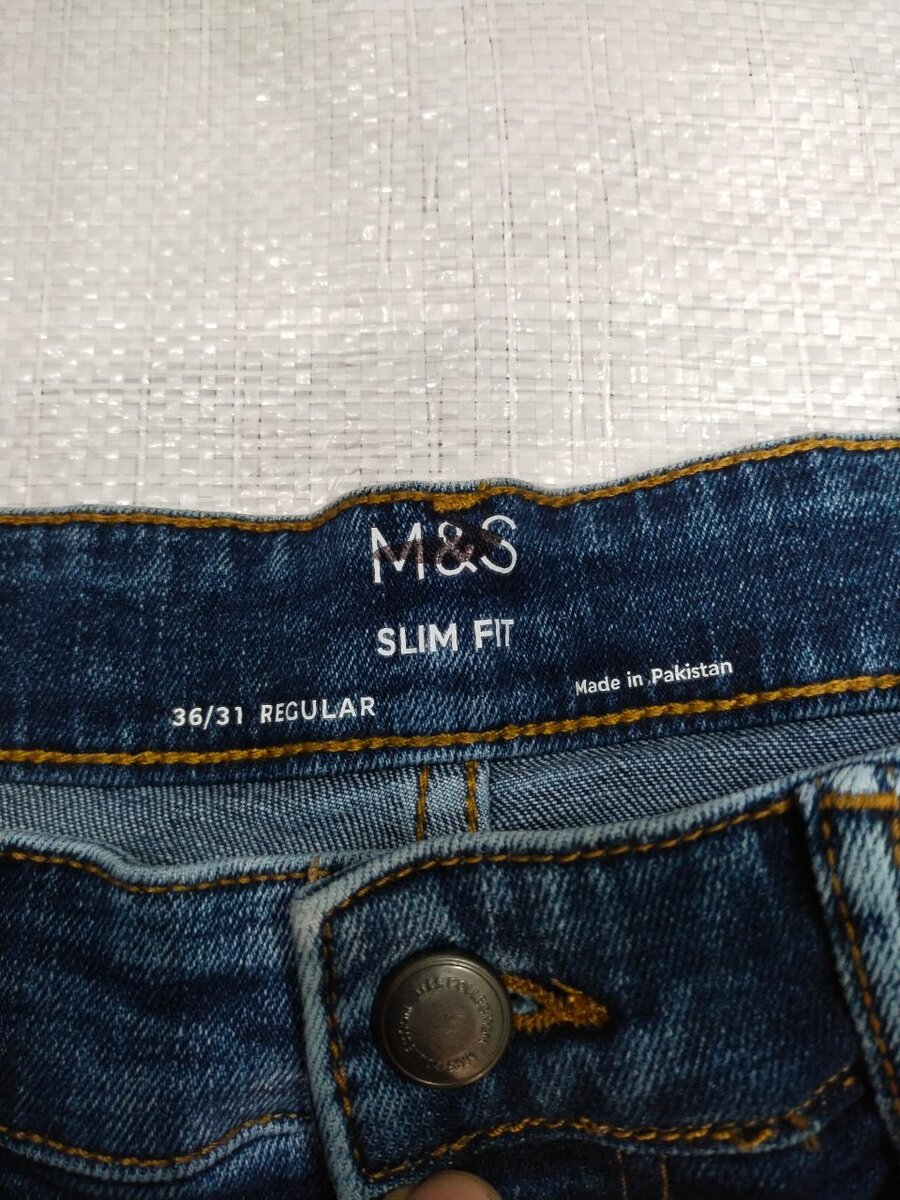 M&S
SLIM FIT
36/31 REGULAR
Made in Pakistan